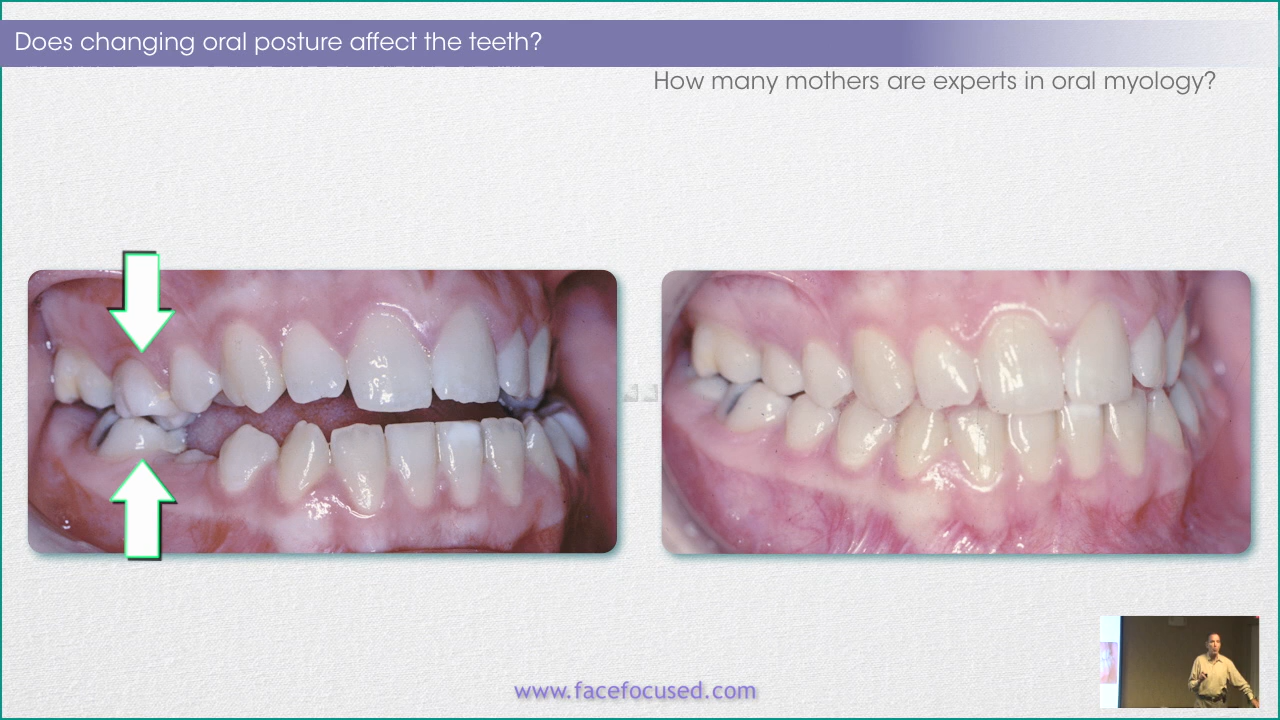 Does changing oral posture affect the teeth?
How many mothers are experts in oral myology?
www.facefocused.com